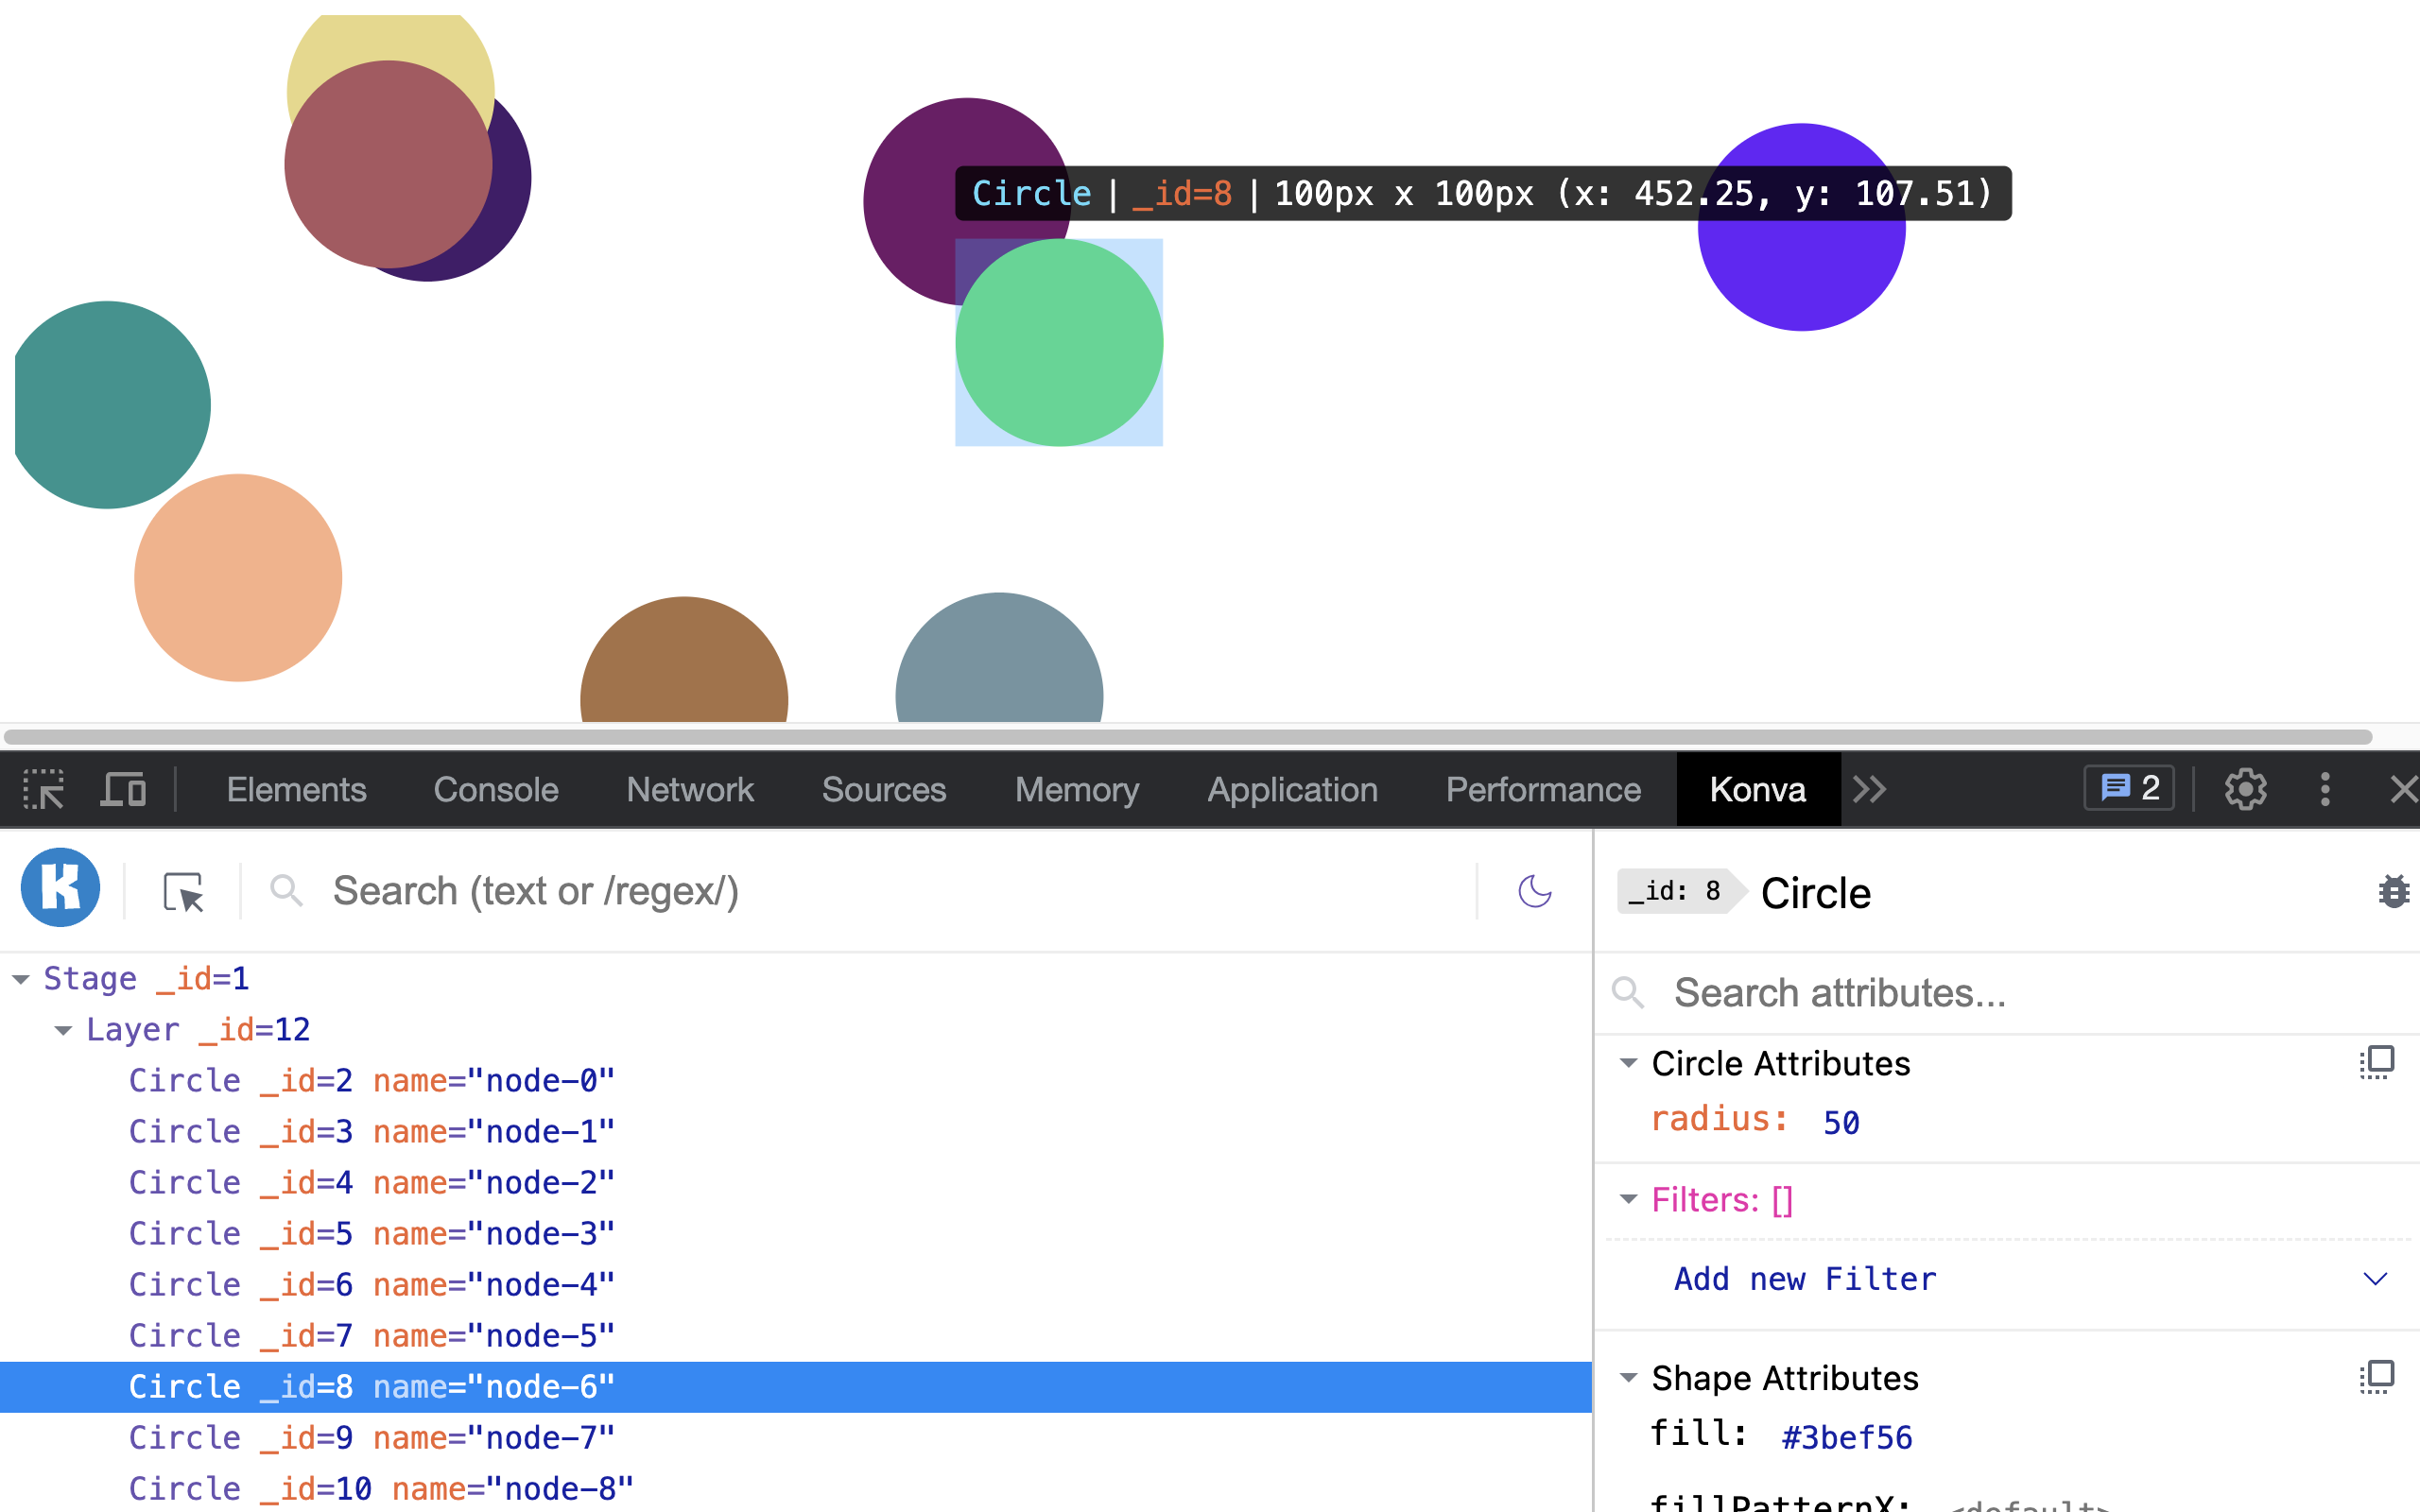 Circle | _id=8 | 100px x 100px (x: 452.25, y: 107.51)
Elements Console Network Sources Memory Application Performance Konva 2
K Search (text or /regex/)
Stage _id=1
Layer _id=12
Circle _id=2 name="node-0"
Circle _id=3 name="node-1"
Circle _id=4 name="node-2"
Circle _id=5 name="node-3"
Circle _id=6 name="node-4"
Circle _id=7 name="node-5"
Circle _id=8 name="node-6"
Circle _id=9 name="node-7"
Circle _id=10 name="node-8"
_id: 8 Circle
Search attributes...
Circle Attributes
radius: 50
Filters: []
Add new Filter
Shape Attributes
fill: #3bef56
fillPatternX: <default>